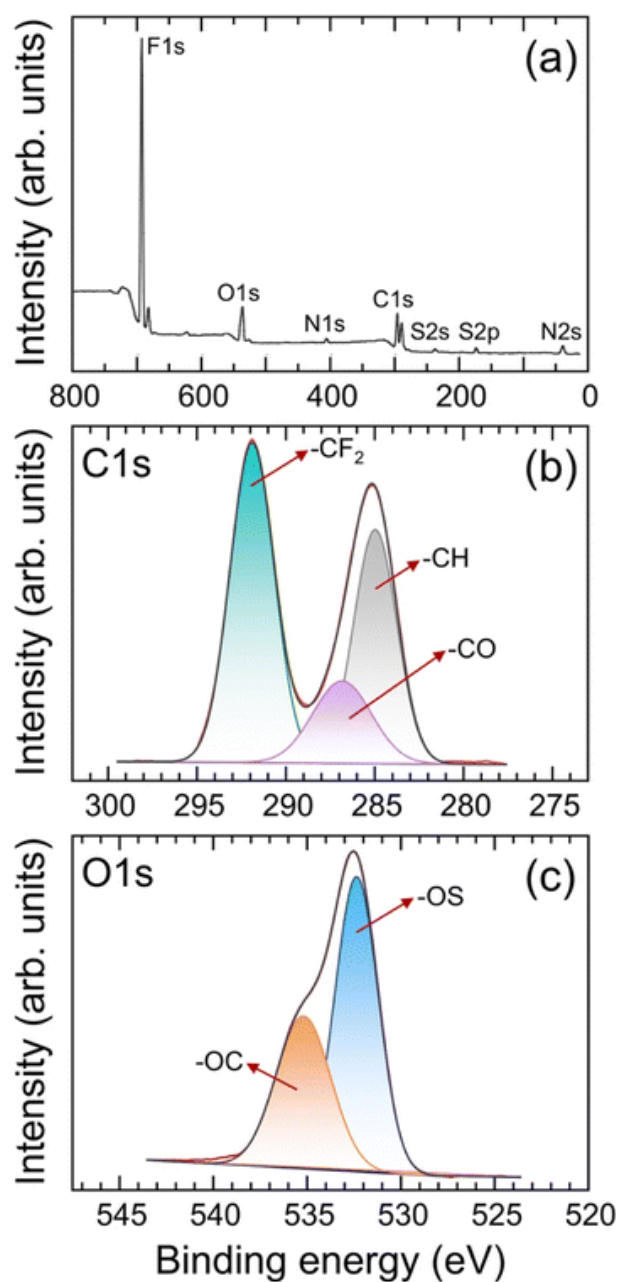 Intensity (arb. units)
F1s
(a)
O1s
N1s
C1s
S2s
S2p
N2s
800 600 400 200 0
Intensity (arb. units)
C1s
-CF₂
(b)
-CH
-CO
300 295 290 285 280 275
Intensity (arb. units)
O1s
(c)
-OS
-OC
545 540 535 530 525 520
Binding energy (eV)